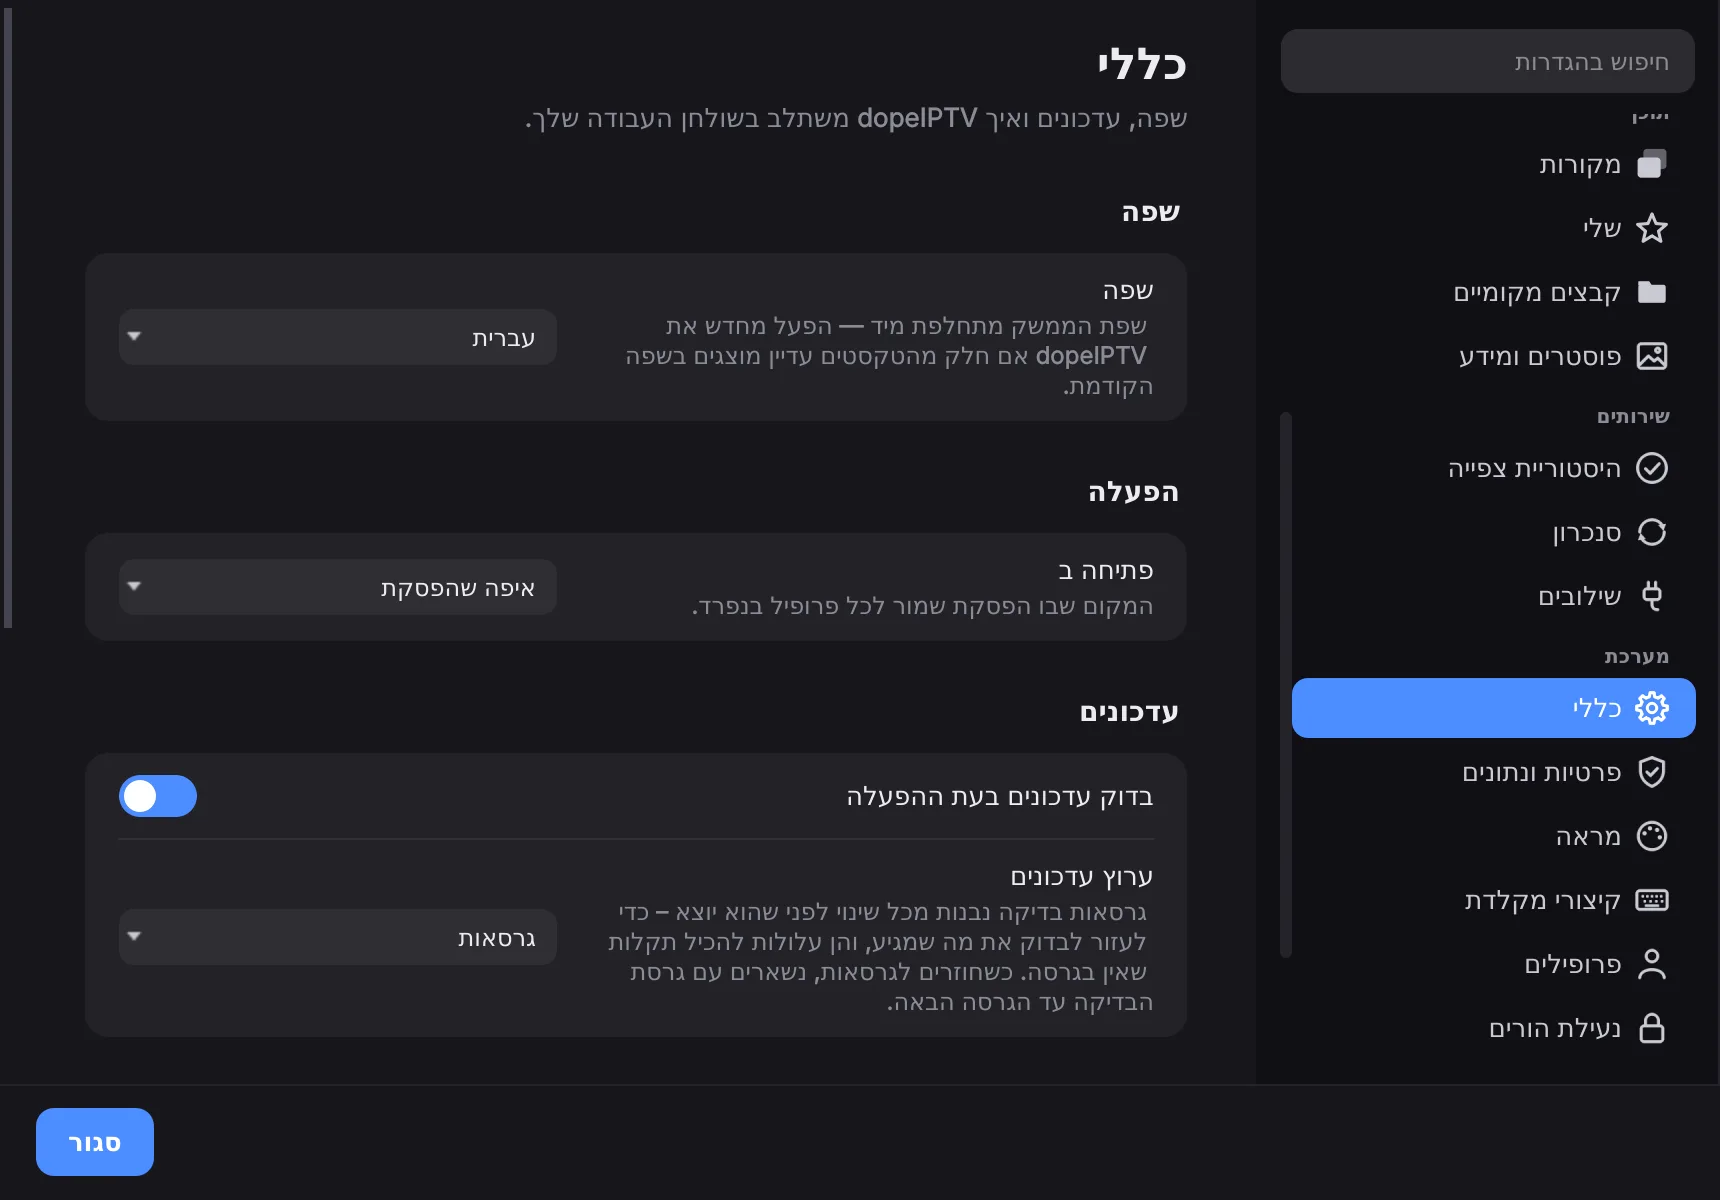 חיפוש בהגדרות
תוכן
מקורות
שלי
קבצים מקומיים
פוסטרים ומידע
שירותים
היסטוריית צפייה
סנכרון
שילובים
מערכת
כללי
פרטיות ונתונים
מראה
קיצורי מקלדת
פרופילים
נעילת הורים
כללי
שפה, עדכונים ואיך dopeIPTV משתלב בשולחן העבודה שלך.
שפה
שפה
שפת הממשק מתחלפת מיד — הפעל מחדש את
dopeIPTV אם חלק מהטקסטים עדיין מוצגים בשפה
הקודמת.
עברית
הפעלה
פתיחה ב
המקום שבו הפסקת שמור לכל פרופיל בנפרד.
איפה שהפסקת
עדכונים
בדוק עדכונים בעת ההפעלה
ערוץ עדכונים
גרסאות בדיקה נבנות מכל שינוי לפני שהוא יוצא – כדי
לעזור לבדוק את מה שמגיע, והן עלולות להכיל תקלות
שאין בגרסה. כשחוזרים לגרסאות, נשארים עם גרסת
הבדיקה עד הגרסה הבאה.
גרסאות
סגור